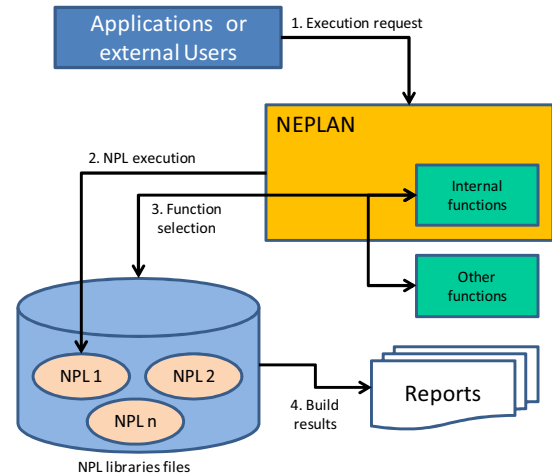 Applications or
external Users
1. Execution request
NEPLAN
2. NPL execution
Internal
functions
3. Function
selection
Other
functions
NPL 1
NPL 2
NPL n
Reports
4. Build
results
NPL libraries files